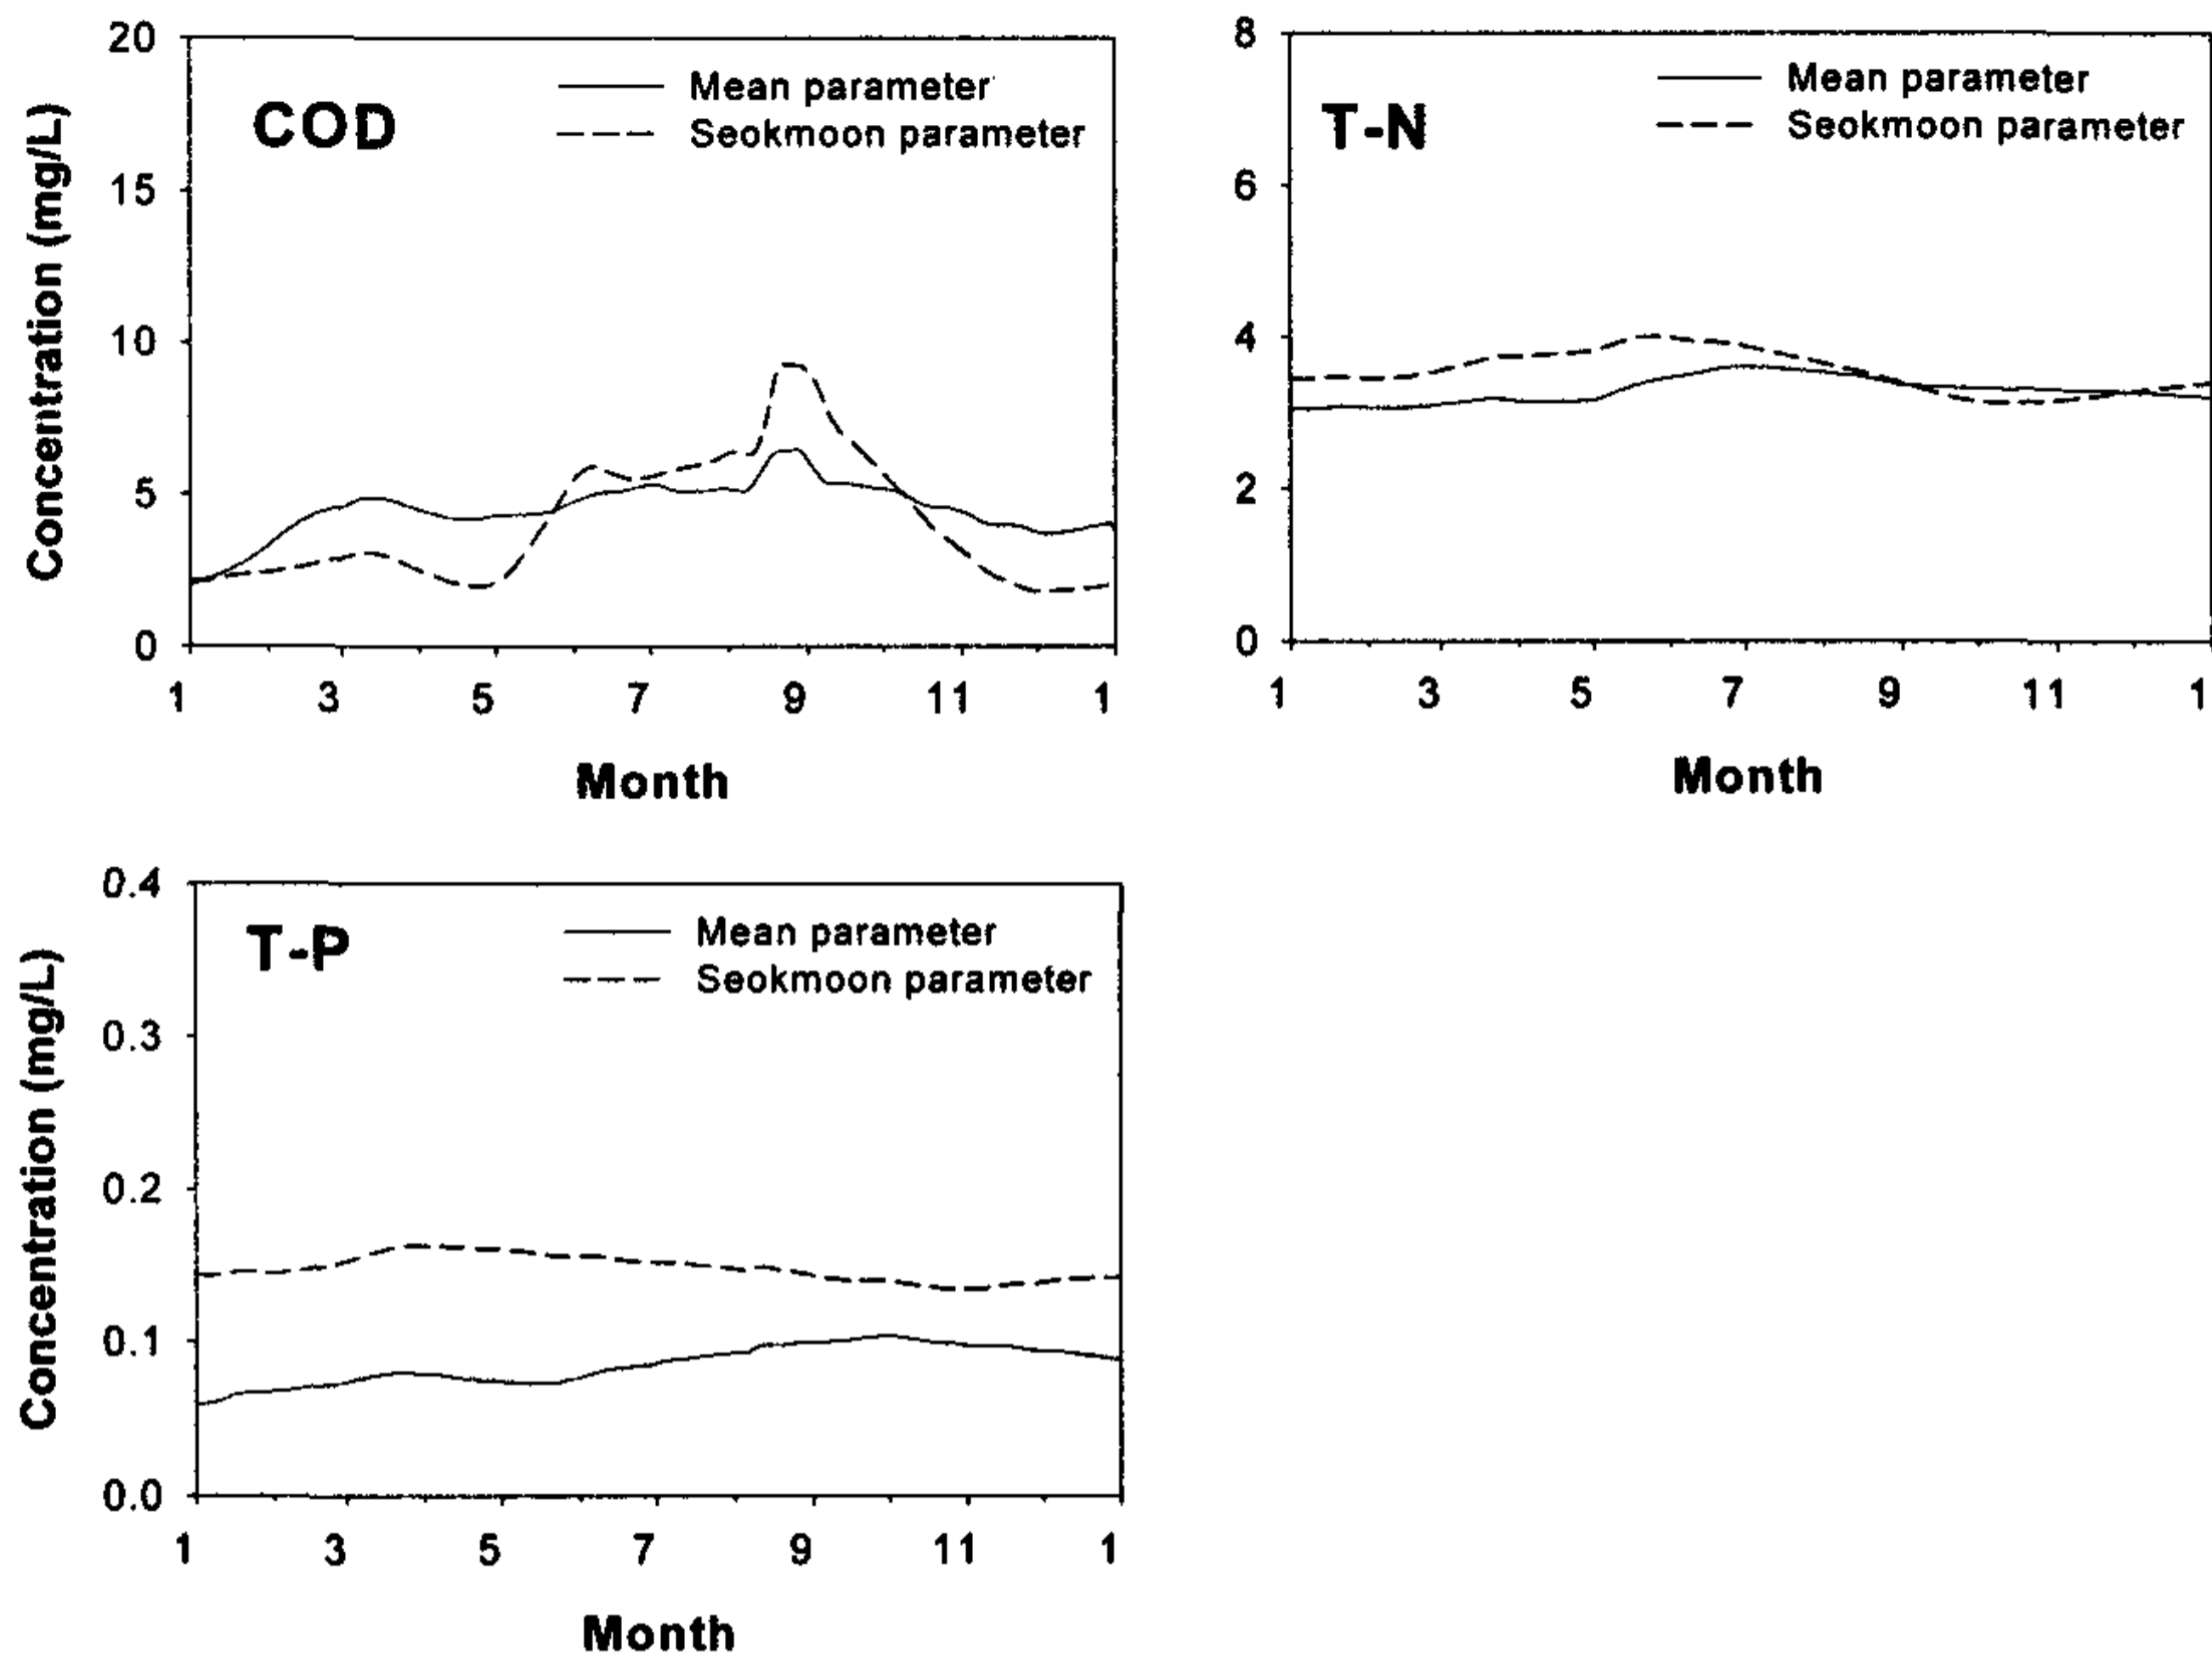 20
15
10
5
0
Concentration (mg/L)
COD
Mean parameter
Seokmoon parameter
1 3 5 7 9 11 1
Month
8
6
4
2
0
T-N
Mean parameter
Seokmoon parameter
1 3 5 7 9 11 1
Month
0.4
0.3
0.2
0.1
0.0
Concentration (mg/L)
T-P
Mean parameter
Seokmoon parameter
1 3 5 7 9 11 1
Month